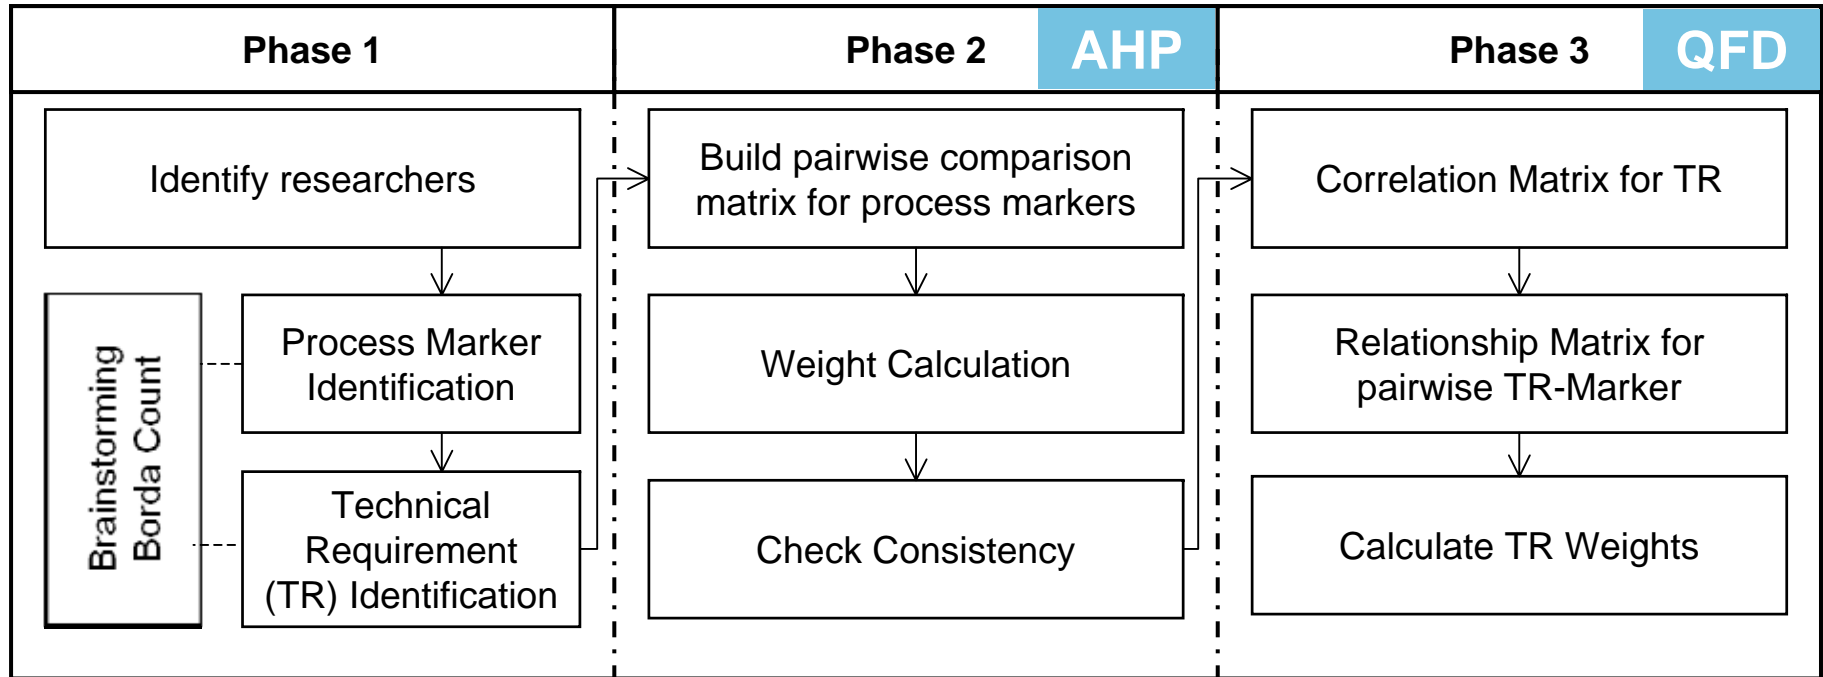 Phase 1
Phase 2
AHP
Phase 3
QFD
Identify researchers
Brainstorming
Borda Count
Process Marker
Identification
Technical
Requirement
(TR) Identification
Build pairwise comparison
matrix for process markers
Weight Calculation
Check Consistency
Correlation Matrix for TR
Relationship Matrix for
pairwise TR-Marker
Calculate TR Weights